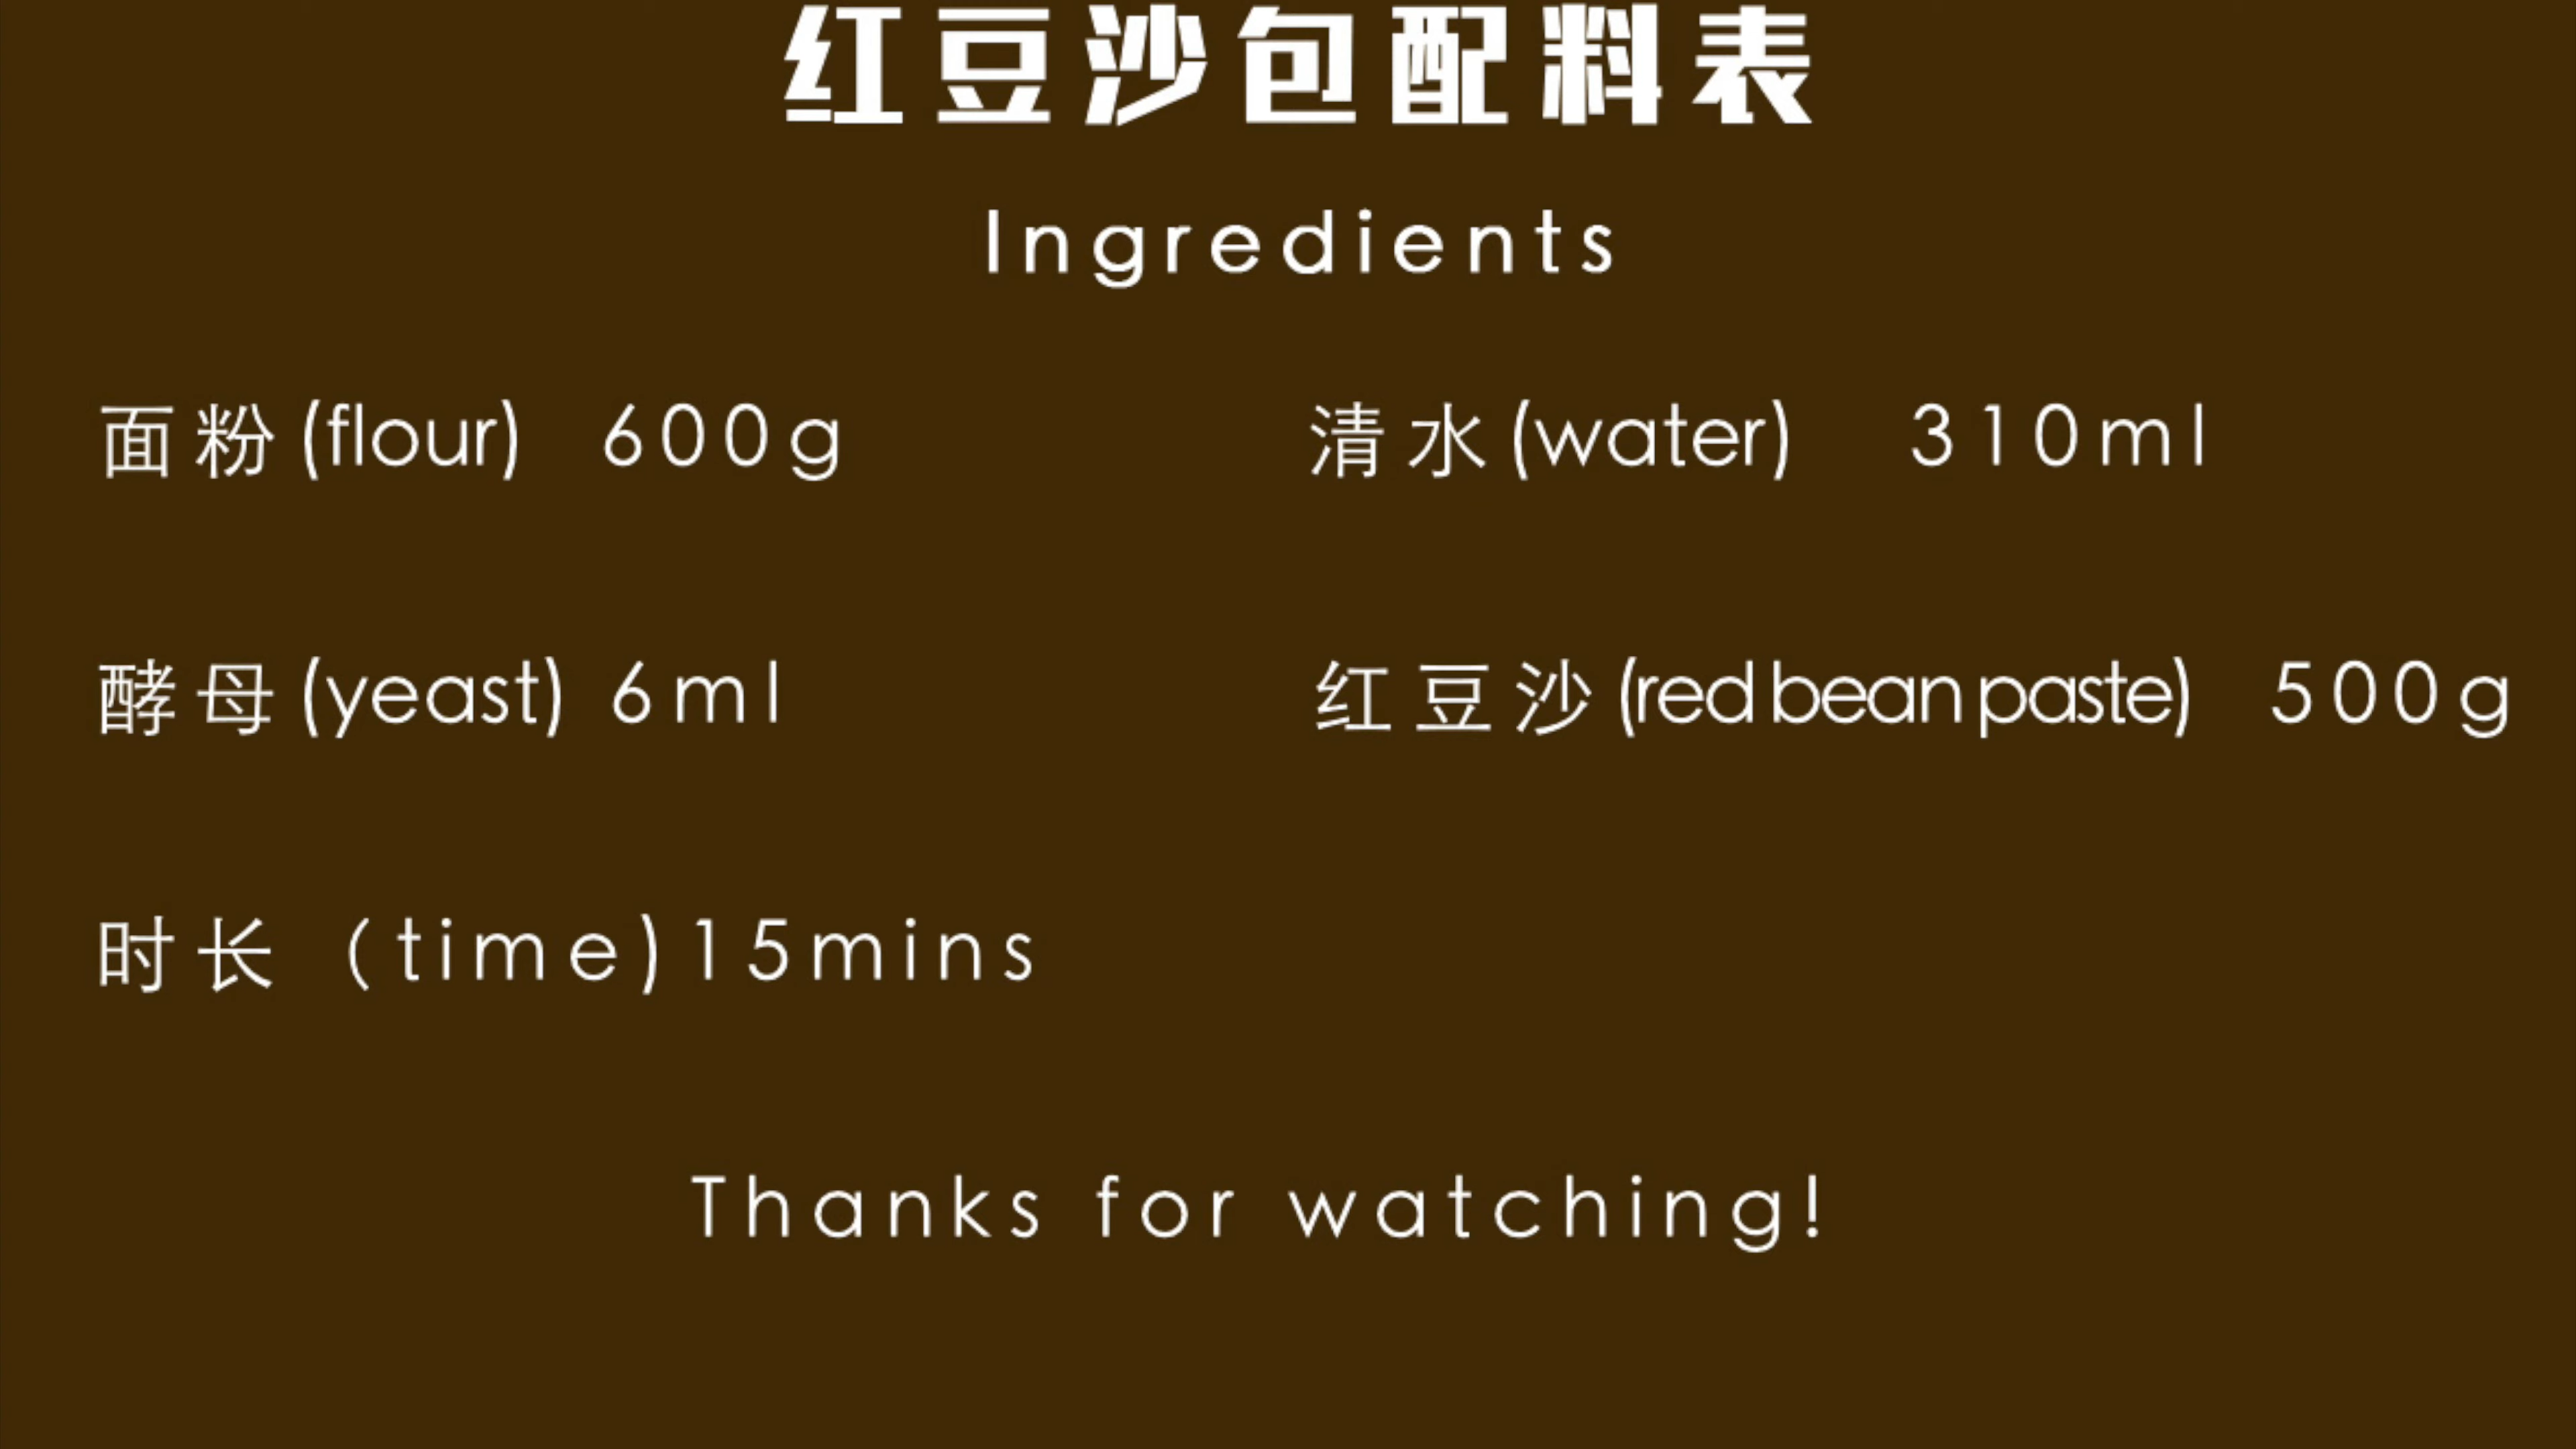 红豆沙包配料表
Ingredients
面粉(flour) 600g 清水(water) 310ml
酵母(yeast) 6ml 红豆沙(red bean paste) 500g
时长 (time)15mins
Thanks for watching!